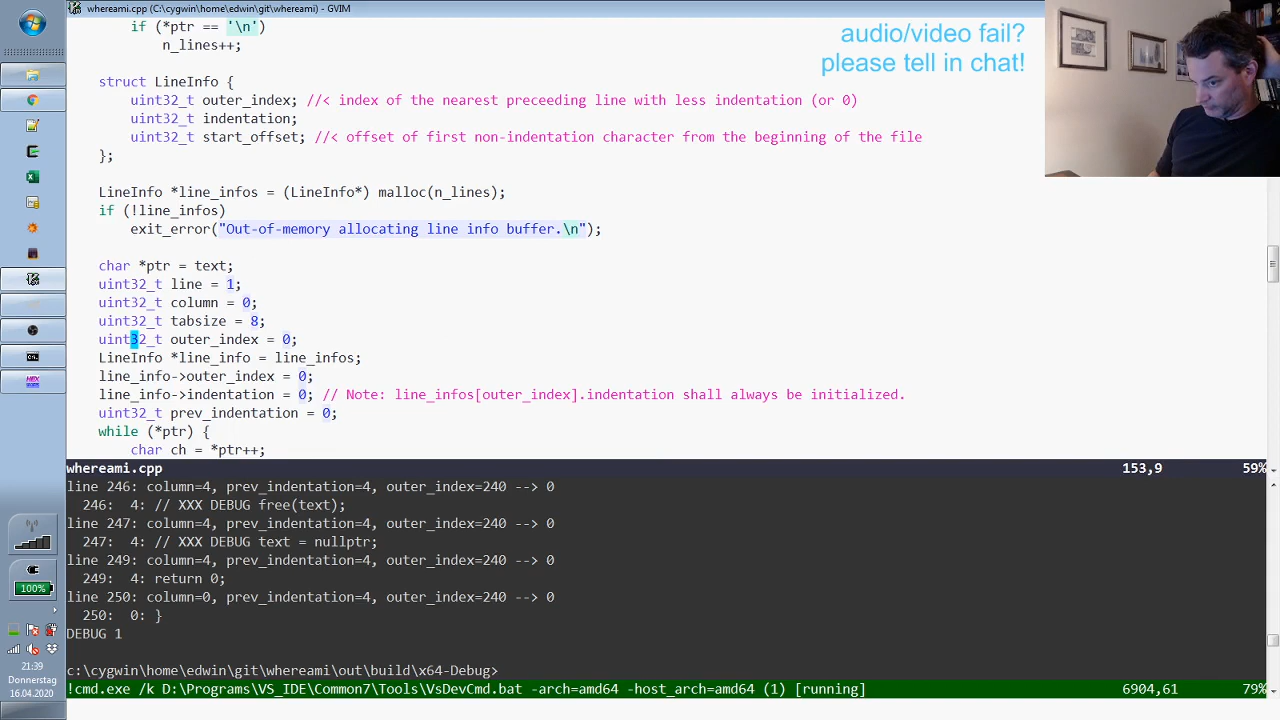 whereami.cpp (C:\cygwin\home\edwin\git\whereami) - GVIM
if (*ptr == '\n')
n_lines++;
audio/video fail?
please tell in chat!
struct LineInfo {
uint32_t outer_index; //< index of the nearest preceeding line with less indentation (or 0)
uint32_t indentation;
uint32_t start_offset; //< offset of first non-indentation character from the beginning of the file
};
LineInfo *line_infos = (LineInfo*) malloc(n_lines);
if (!line_infos)
exit_error("Out-of-memory allocating line info buffer.\n");
char *ptr = text;
uint32_t line = 1;
uint32_t column = 0;
uint32_t tabsize = 8;
uint32_t outer_index = 0;
LineInfo *line_info = line_infos;
line_info->outer_index = 0;
line_info->indentation = 0; // Note: line_infos[outer_index].indentation shall always be initialized.
uint32_t prev_indentation = 0;
while (*ptr) {
char ch = *ptr++;
whereami.cpp 153,9 59%
line 246: column=4, prev_indentation=4, outer_index=240 --> 0
246: 4: // XXX DEBUG free(text);
line 247: column=4, prev_indentation=4, outer_index=240 --> 0
247: 4: // XXX DEBUG text = nullptr;
line 249: column=4, prev_indentation=4, outer_index=240 --> 0
249: 4: return 0;
line 250: column=0, prev_indentation=4, outer_index=240 --> 0
250: 0: }
DEBUG 1
c:\cygwin\home\edwin\git\whereami\out\build\x64-Debug>
!cmd.exe /k D:\Programs\VS_IDE\Common7\Tools\VsDevCmd.bat -arch=amd64 -host_arch=amd64 (1) [running] 6904,61 79%
100%
21:39
Donnerstag
16.04.2020